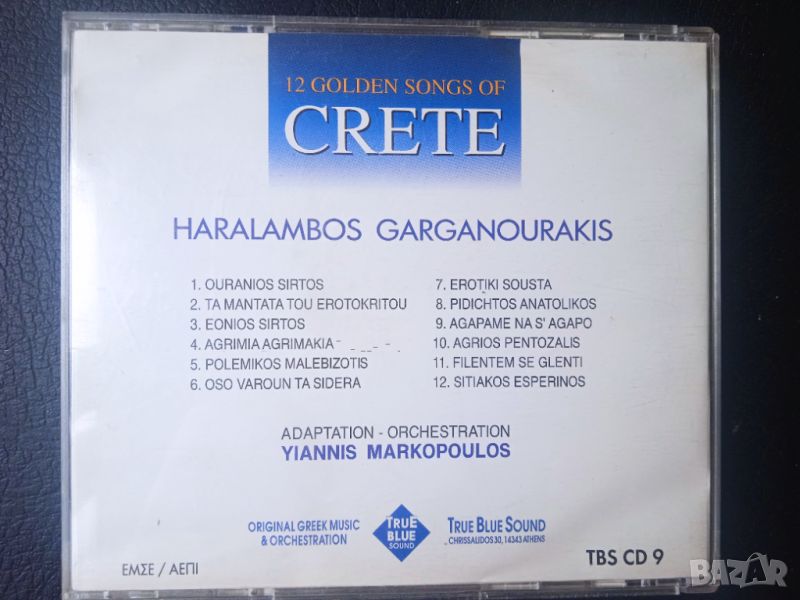 12 GOLDEN SONGS OF
CRETE
HARALAMBOS GARGANOURAKIS
1. OURANIOS SIRTOS
2. TA MANTATA TOU EROTOKRITOU
3. EONIOS SIRTOS
4. AGRIMIA AGRIMAKIA
5. POLEMIKOS MALEBIZOTIS
6. OSO VAROUN TA SIDERA
7. EROTIKI SOUSTA
8. PIDICHTOS ANATOLIKOS
9. AGAPAME NA S' AGAPO
10. AGRIOS PENTOZALIS
11. FILENTEM SE GLENTI
12. SITIAKOS ESPERINOS
ADAPTATION - ORCHESTRATION
YIANNIS MARKOPOULOS
ORIGINAL GREEK MUSIC
& ORCHESTRATION
TRUE
BLUE
SOUND
TRUE BLUE SOUND
CHRISSALIDOS 30, 14343 ATHENS
ΕΜΣΕ / ΑΕΠΙ
TBS CD 9
BAZAR